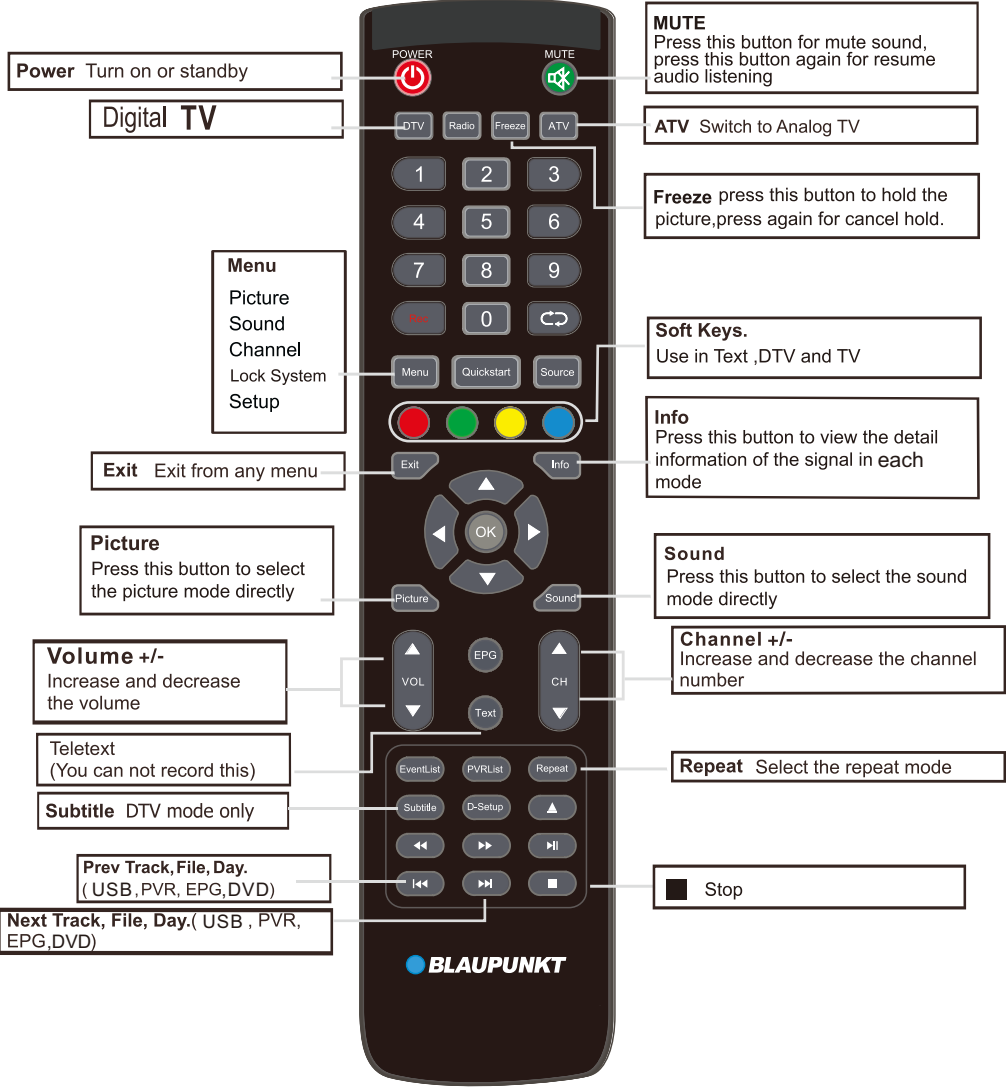 POWER
MUTE
MUTE
Press this button for mute sound,
press this button again for resume
audio listening
Power Turn on or standby
Digital TV
DTV Radio Freeze ATV
ATV Switch to Analog TV
1 2 3
Freeze press this button to hold the
picture,press again for cancel hold.
4 5 6
7 8 9
Menu
Picture
Sound
Channel
Lock System
Setup
Rec 0
Soft Keys.
Use in Text ,DTV and TV
Menu Quickstart Source
Info
Press this button to view the detail
information of the signal in each
mode
Exit Exit from any menu
Exit Info
OK
Picture
Press this button to select
the picture mode directly
Sound
Press this button to select the sound
mode directly
Picture Sound
Volume +/-
Increase and decrease
the volume
Channel +/-
Increase and decrease the channel
number
EPG
VOL CH
Text
Teletext
(You can not record this)
EventList PVRList Repeat
Repeat Select the repeat mode
Subtitle DTV mode only
Subtitle D-Setup
Prev Track,File,Day.
( USB,PVR, EPG,DVD)
Stop
Next Track, File, Day.( USB , PVR,
EPG,DVD)
BLAUPUNKT